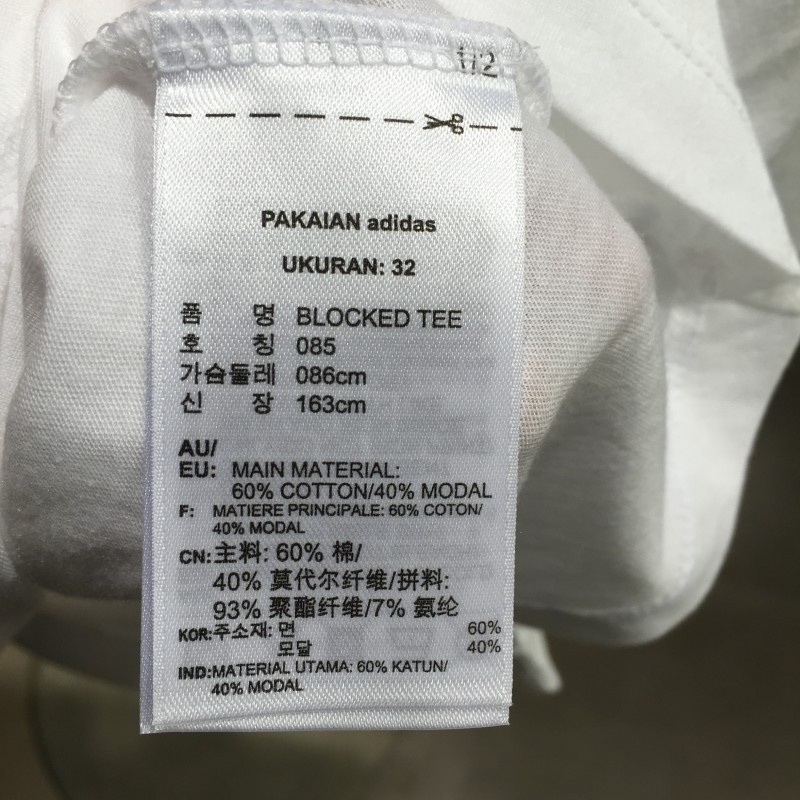 1/2
PAKAIAN adidas
UKURAN: 32
품 명 BLOCKED TEE
호 칭 085
가슴둘레 086cm
신 장 163cm
AU/
EU: MAIN MATERIAL:
60% COTTON/40% MODAL
F: MATIERE PRINCIPALE: 60% COTON/
40% MODAL
CN:主料: 60% 棉/
40% 莫代尔纤维/拼料:
93% 聚酯纤维/7% 氨纶
KOR:주소재: 면 60%
모달 40%
IND:MATERIAL UTAMA: 60% KATUN/
40% MODAL